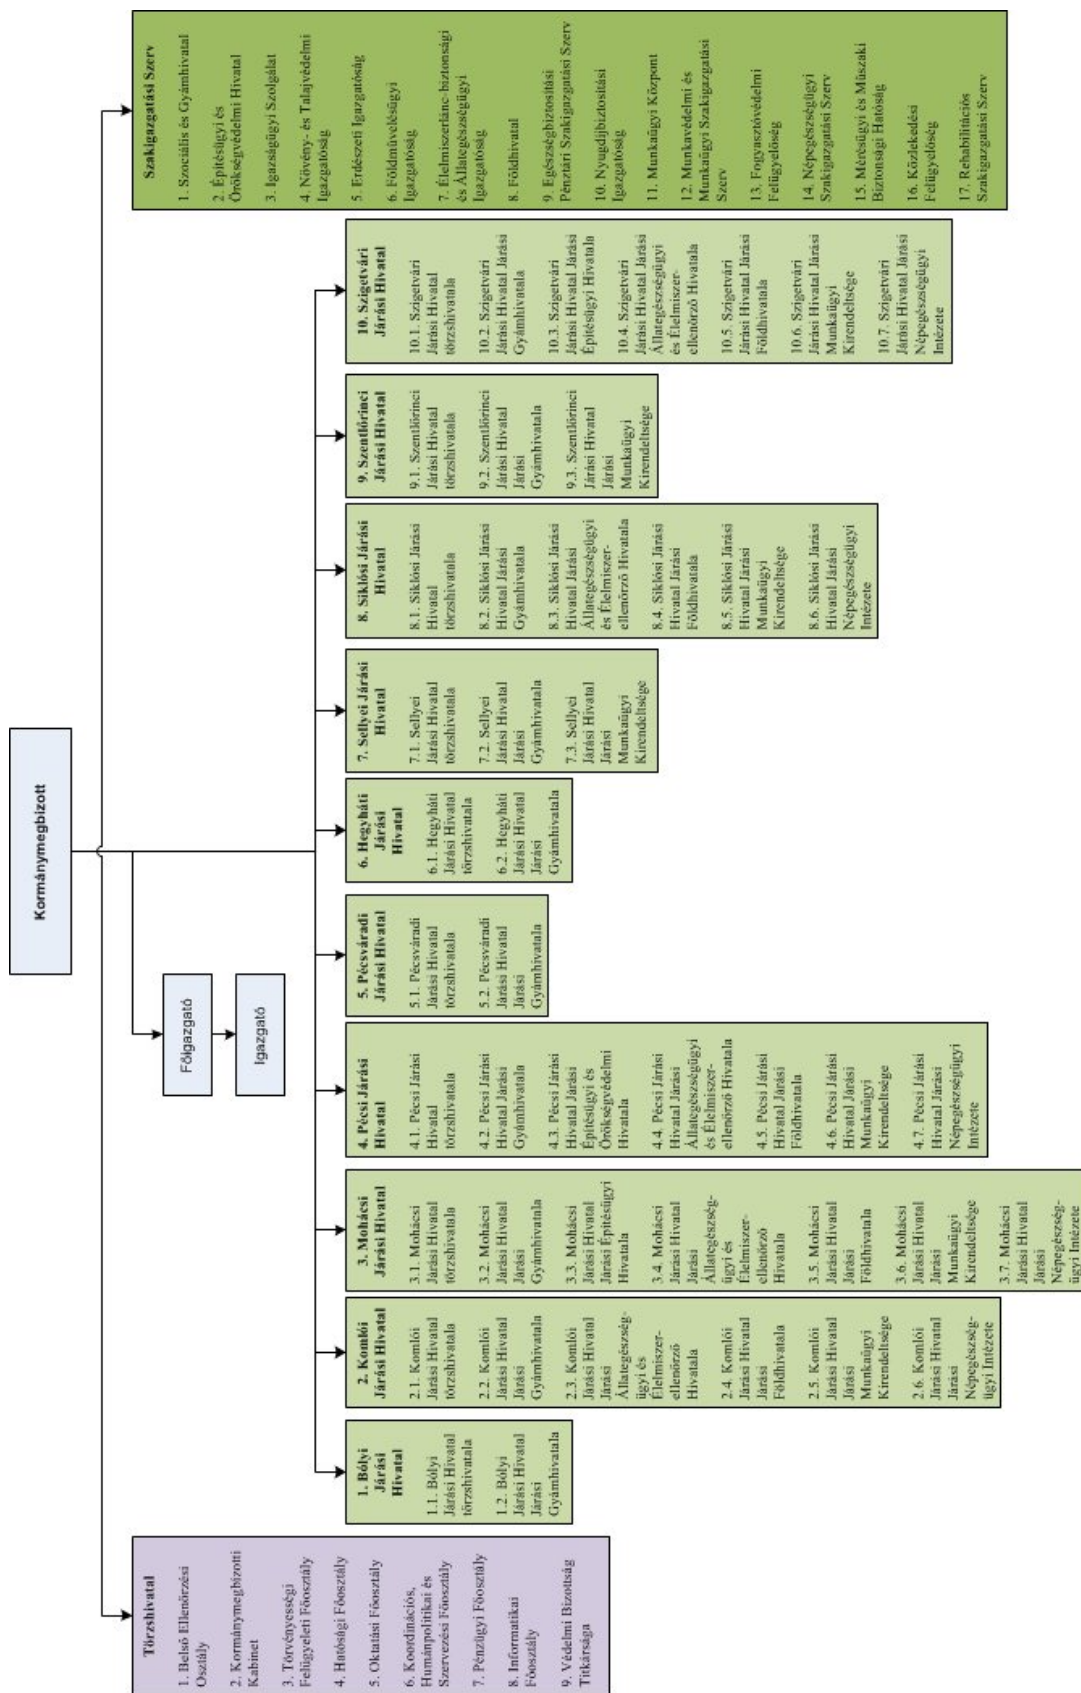 Kormánymegbízott
Főigazgató
Igazgató
Törzshivatal
1. Belső Ellenőrzési
Osztály
2. Kormánymegbízotti
Kabinet
3. Törvényességi
Felügyeleti Főosztály
4. Hatósági Főosztály
5. Oktatási Főosztály
6. Koordinációs,
Humánpolitikai és
Szervezési Főosztály
7. Pénzügyi Főosztály
8. Informatikai
Főosztály
9. Védelmi Bizottság
Titkársága
1. Bólyi
Járási
Hivatal
1.1. Bólyi
Járási Hivatal
törzshivatala
1.2. Bólyi
Járási Hivatal
Járási
Gyámhivatala
2. Komlói
Járási Hivatal
2.1. Komlói
Járási Hivatal
törzshivatala
2.2. Komlói
Járási Hivatal
Járási
Gyámhivatala
2.3. Komlói
Járási Hivatal
Járási
Állategészség-
ügyi és
Élelmiszer-
ellenőrző
Hivatala
2.4. Komlói
Járási Hivatal
Járási
Földhivatala
2.5. Komlói
Járási Hivatal
Járási
Munkaügyi
Kirendeltsége
2.6. Komlói
Járási Hivatal
Járási
Népegészség-
ügyi Intézete
3. Mohácsi
Járási Hivatal
3.1. Mohácsi
Járási Hivatal
törzshivatala
3.2. Mohácsi
Járási Hivatal
Járási
Gyámhivatala
3.3. Mohácsi
Járási Hivatal
Járási Építésügyi
Hivatala
3.4. Mohácsi
Járási Hivatal
Járási
Állategészség-
ügyi és
Élelmiszer-
ellenőrző
Hivatala
3.5. Mohácsi
Járási Hivatal
Járási
Földhivatala
3.6. Mohácsi
Járási Hivatal
Járási
Munkaügyi
Kirendeltsége
3.7. Mohácsi
Járási Hivatal
Járási
Népegészség-
ügyi Intézete
4. Pécsi Járási
Hivatal
4.1. Pécsi Járási
Hivatal
törzshivatala
4.2. Pécsi Járási
Hivatal Járási
Gyámhivatala
4.3. Pécsi Járási
Hivatal Járási
Építésügyi és
Örökségvédelmi
Hivatala
4.4. Pécsi Járási
Hivatal Járási
Állategészségügyi
és Élelmiszer-
ellenőrző Hivatala
4.5. Pécsi Járási
Hivatal Járási
Földhivatala
4.6. Pécsi Járási
Hivatal Járási
Munkaügyi
Kirendeltsége
4.7. Pécsi Járási
Hivatal Járási
Népegészségügyi
Intézete
5. Pécsváradi
Járási Hivatal
5.1. Pécsváradi
Járási Hivatal
törzshivatala
5.2. Pécsváradi
Járási Hivatal
Járási
Gyámhivatala
6. Hegyháti
Járási
Hivatal
6.1. Hegyháti
Járási Hivatal
törzshivatala
6.2. Hegyháti
Járási Hivatal
Járási
Gyámhivatala
7. Sellyei Járási
Hivatal
7.1. Sellyei
Járási Hivatal
törzshivatala
7.2. Sellyei
Járási Hivatal
Járási
Gyámhivatala
7.3. Sellyei
Járási Hivatal
Járási
Munkaügyi
Kirendeltsége
8. Siklósi Járási
Hivatal
8.1. Siklósi Járási
Hivatal
törzshivatala
8.2. Siklósi Járási
Hivatal Járási
Gyámhivatala
8.3. Siklósi Járási
Hivatal Járási
Állategészségügyi
és Élelmiszer-
ellenőrző Hivatala
8.4. Siklósi Járási
Hivatal Járási
Földhivatala
8.5. Siklósi Járási
Hivatal Járási
Munkaügyi
Kirendeltsége
8.6. Siklósi Járási
Hivatal Járási
Népegészségügyi
Intézete
9. Szentlőrinci
Járási Hivatal
9.1. Szentlőrinci
Járási Hivatal
törzshivatala
9.2. Szentlőrinci
Járási Hivatal
Járási
Gyámhivatala
9.3. Szentlőrinci
Járási Hivatal
Járási
Munkaügyi
Kirendeltsége
10. Szigetvári
Járási Hivatal
10.1. Szigetvári
Járási Hivatal
törzshivatala
10.2. Szigetvári
Járási Hivatal Járási
Gyámhivatala
10.3. Szigetvári
Járási Hivatal Járási
Építésügyi Hivatala
10.4. Szigetvári
Járási Hivatal Járási
Állategészségügyi
és Élelmiszer-
ellenőrző Hivatala
10.5. Szigetvári
Járási Hivatal Járási
Földhivatala
10.6. Szigetvári
Járási Hivatal Járási
Munkaügyi
Kirendeltsége
10.7. Szigetvári
Járási Hivatal Járási
Népegészségügyi
Intézete
Szakigazgatási Szerv
1. Szociális és Gyámhivatal
2. Építésügyi és
Örökségvédelmi Hivatal
3. Igazságügyi Szolgálat
4. Növény- és Talajvédelmi
Igazgatóság
5. Erdészeti Igazgatóság
6. Földművelésügyi
Igazgatóság
7. Élelmiszerlánc-biztonsági
és Állategészségügyi
Igazgatóság
8. Földhivatal
9. Egészségbiztosítási
Pénztári Szakigazgatási Szerv
10. Nyugdíjbiztosítási
Igazgatóság
11. Munkaügyi Központ
12. Munkavédelmi és
Munkaügyi Szakigazgatási
Szerv
13. Fogyasztóvédelmi
Felügyelőség
14. Népegészségügyi
Szakigazgatási Szerv
15. Mérésügyi és Műszaki
Biztonsági Hatóság
16. Közlekedési
Felügyelőség
17. Rehabilitációs
Szakigazgatási Szerv